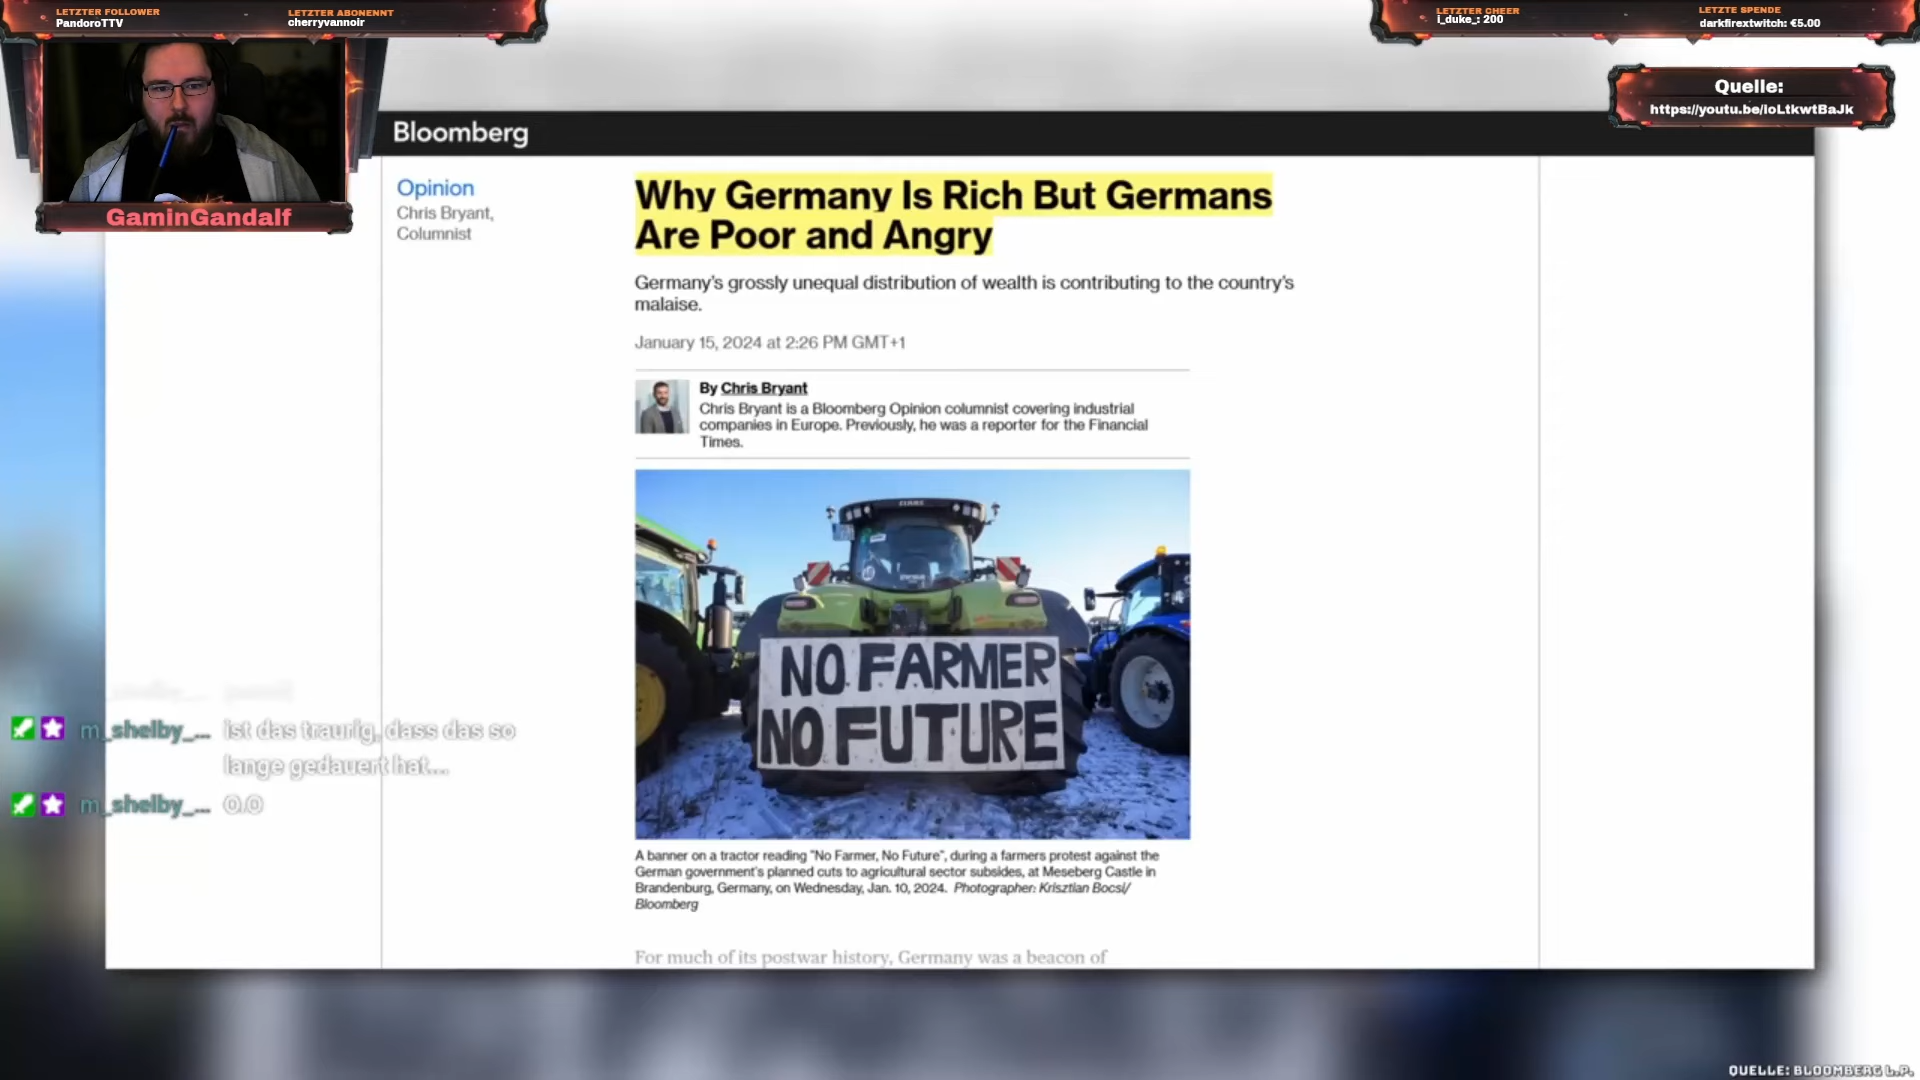 LETZTER FOLLOWER
PandoroTTV
LETZTER ABONENNT
cherryvannoir
LETZTER CHEER
i_duke_: 200
LETZTE SPENDE
darkfirextwitch: €5.00
Quelle:
https://youtu.be/loLtkwtBaJk
GaminGandalf
Bloomberg
Opinion
Chris Bryant,
Columnist
Why Germany Is Rich But Germans
Are Poor and Angry
Germany's grossly unequal distribution of wealth is contributing to the country's
malaise.
January 15, 2024 at 2:26 PM GMT+1
By Chris Bryant
Chris Bryant is a Bloomberg Opinion columnist covering industrial
companies in Europe. Previously, he was a reporter for the Financial
Times.
CLAAS
NO FARMER
NO FUTURE
A banner on a tractor reading "No Farmer, No Future", during a farmers protest against the
German government's planned cuts to agricultural sector subsides, at Meseberg Castle in
Brandenburg, Germany, on Wednesday, Jan. 10, 2024. Photographer: Krisztian Bocsi/
Bloomberg
For much of its postwar history, Germany was a beacon of
m_shelby_... ist das traurig, dass das so
lange gedauert hat...
m_shelby_... 0.0
QUELLE: BLOOMBERG L.P.